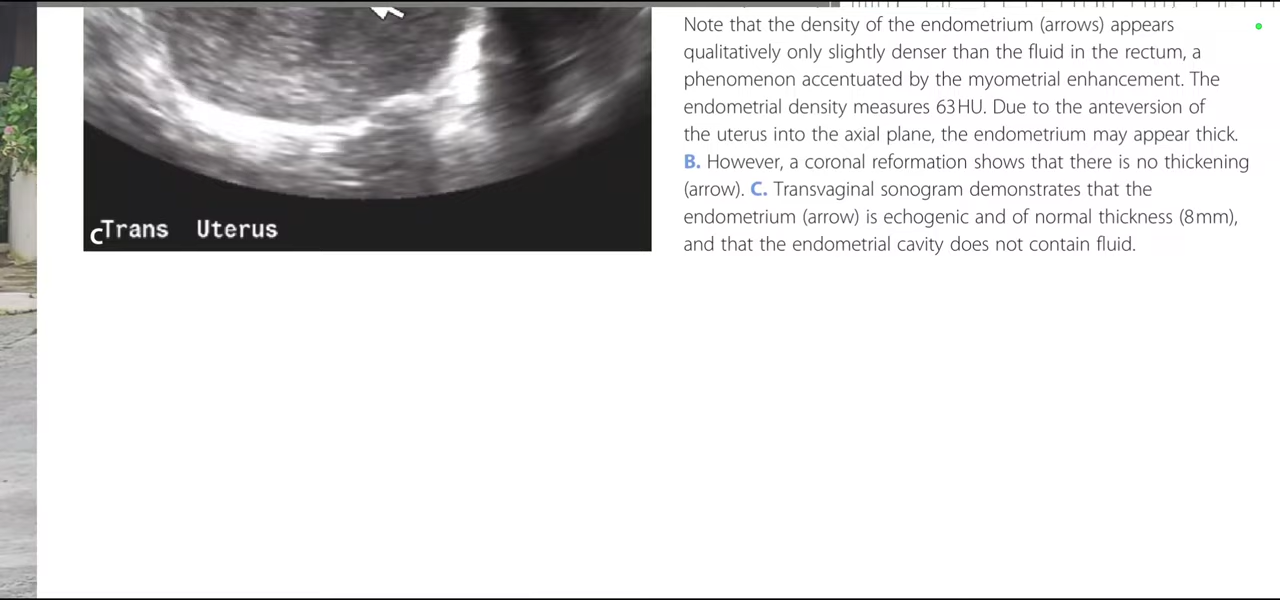 Note that the density of the endometrium (arrows) appears
qualitatively only slightly denser than the fluid in the rectum, a
phenomenon accentuated by the myometrial enhancement. The
endometrial density measures 63 HU. Due to the anteversion of
the uterus into the axial plane, the endometrium may appear thick.
B. However, a coronal reformation shows that there is no thickening
(arrow). C. Transvaginal sonogram demonstrates that the
endometrium (arrow) is echogenic and of normal thickness (8 mm),
and that the endometrial cavity does not contain fluid.
C Trans Uterus